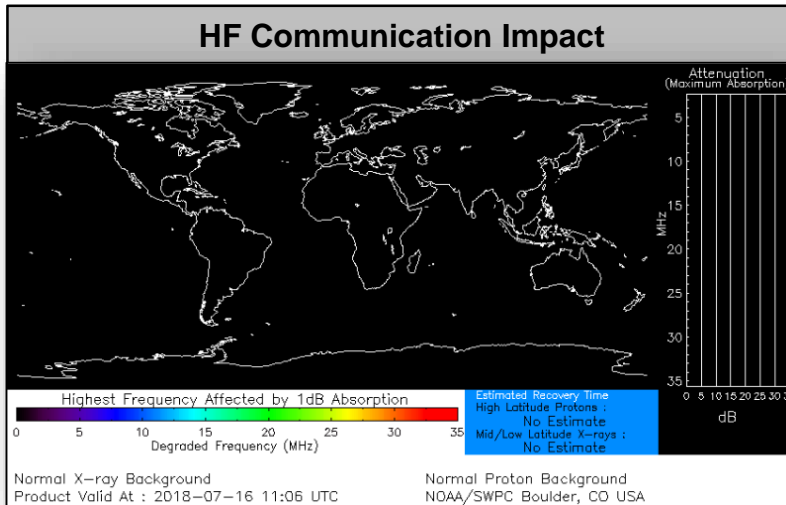 HF Communication Impact
Attenuation
(Maximum Absorption)
5
10
15
20
25
30
35
MHz
0 5 10 15 20 25 30
dB
Highest Frequency Affected by 1dB Absorption
0 5 10 15 20 25 30 35
Degraded Frequency (MHz)
Estimated Recovery Time
High Latitude Protons :
No Estimate
Mid/Low Latitude X-rays :
No Estimate
Normal X-ray Background
Product Valid At : 2018-07-16 11:06 UTC
Normal Proton Background
NOAA/SWPC Boulder, CO USA